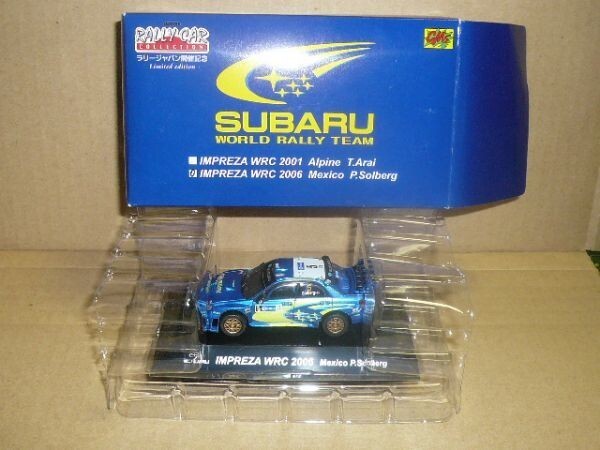 RALLY CAR
COLLECTION
ラリージャパン開催記念
Limited edition
CM's
SUBARU
WORLD RALLY TEAM
IMPREZA WRC 2001 Alpine T.Arai
IMPREZA WRC 2006 Mexico P.Solberg
IMPREZA WRC 2006 Mexico P.Solberg